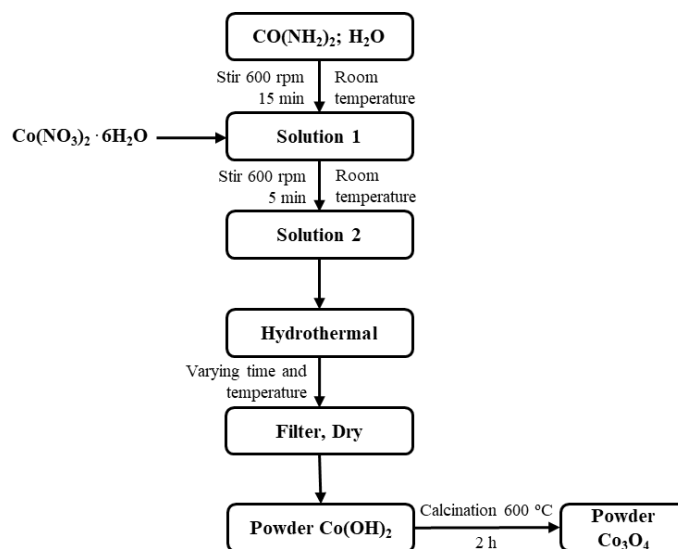 CO(NH₂)₂; H₂O
Stir 600 rpm
15 min
Room
temperature
Co(NO₃)₂ · 6H₂O
Solution 1
Stir 600 rpm
5 min
Room
temperature
Solution 2
Hydrothermal
Varying time and
temperature
Filter, Dry
Powder Co(OH)₂
Calcination 600 °C
2 h
Powder
Co₃O₄